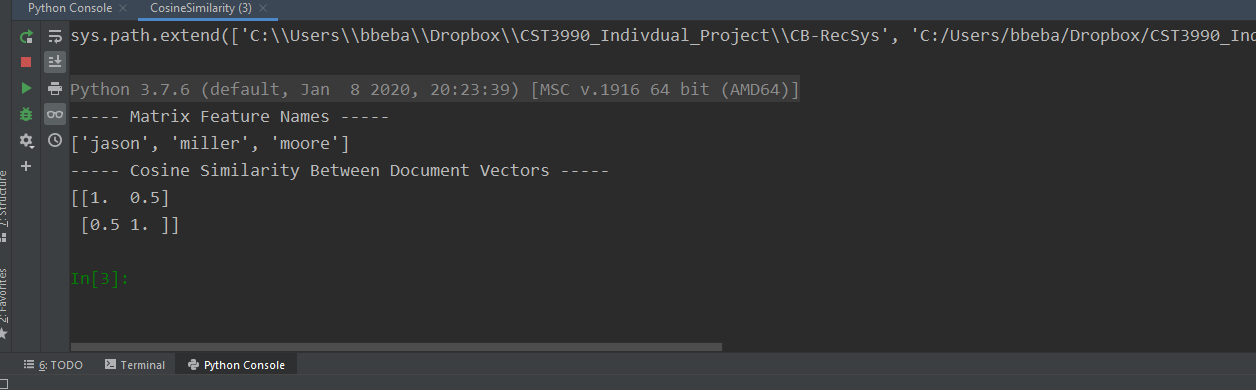 Python Console
CosineSimilarity (3)
sys.path.extend(['C:\\Users\\bbeba\\Dropbox\\CST3990_Indivdual_Project\\CB-RecSys', 'C:/Users/bbeba/Dropbox/CST3990_Ind
Python 3.7.6 (default, Jan  8 2020, 20:23:39) [MSC v.1916 64 bit (AMD64)]
----- Matrix Feature Names -----
['jason', 'miller', 'moore']
----- Cosine Similarity Between Document Vectors -----
[[1.  0.5]
 [0.5 1. ]]
In[3]:
7: Structure
2: Favorites
6: TODO
Terminal
Python Console